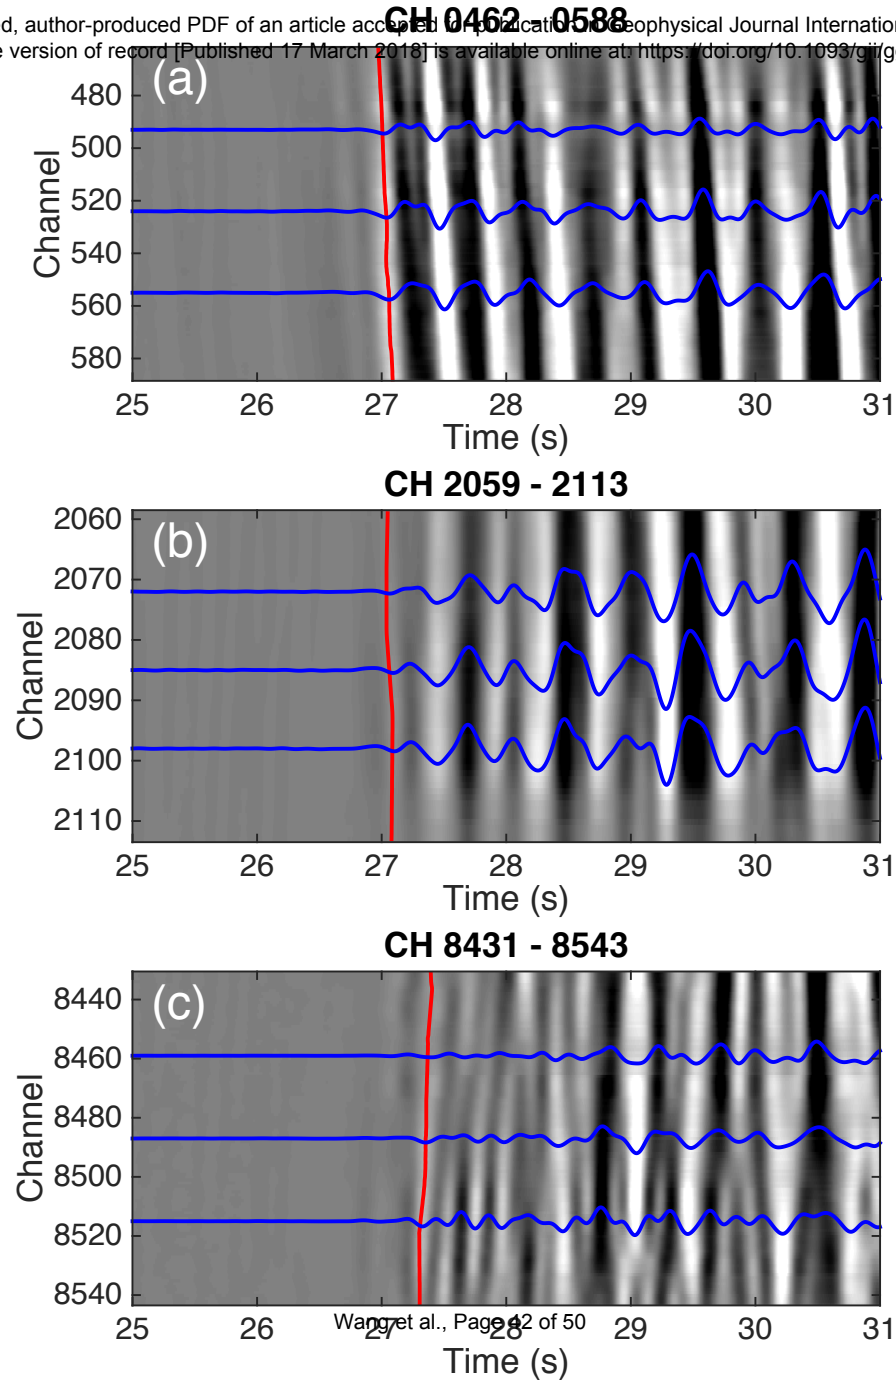 ed, author-produced PDF of an article accepted for publication in Geophysical Journal Internation
CH 0462 - 0588
e version of record [Published 17 March 2018] is available online at: https://doi.org/10.1093/gji/g
(a)
480
500
520
540
560
580
Channel
25 26 27 28 29 30 31
Time (s)
CH 2059 - 2113
(b)
2060
2070
2080
2090
2100
2110
Channel
25 26 27 28 29 30 31
Time (s)
CH 8431 - 8543
(c)
8440
8460
8480
8500
8520
8540
Channel
25 26 27 28 29 30 31
Wang et al., Page 42 of 50
Time (s)